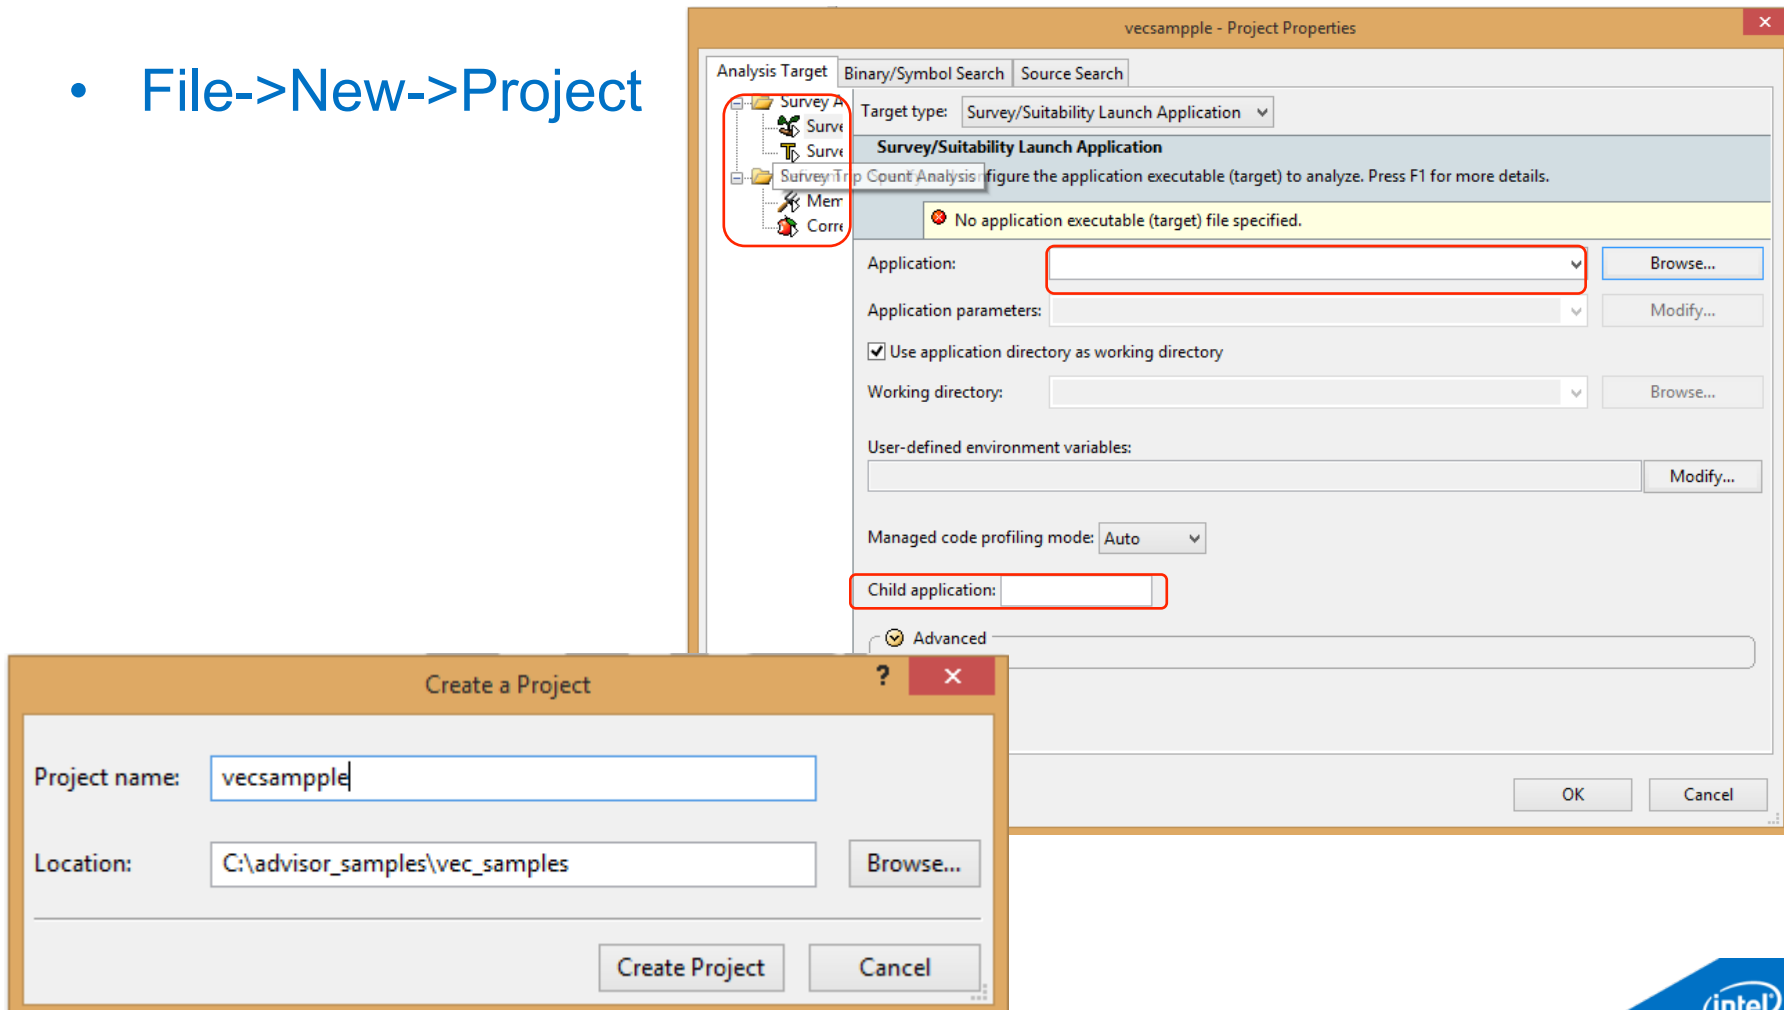 • File->New->Project
vecsampple - Project Properties
Analysis Target
Binary/Symbol Search
Source Search
Survey A
Surve
Surve
Survey Trip Count Analysis
Mem
Corre
Target type: Survey/Suitability Launch Application
Survey/Suitability Launch Application
figure the application executable (target) to analyze. Press F1 for more details.
No application executable (target) file specified.
Application:
Browse...
Application parameters:
Modify...
Use application directory as working directory
Working directory:
Browse...
User-defined environment variables:
Modify...
Managed code profiling mode: Auto
Child application:
Advanced
OK
Cancel
Create a Project
?
Project name: vecsampple
Location: C:\advisor_samples\vec_samples
Browse...
Create Project
Cancel
intel